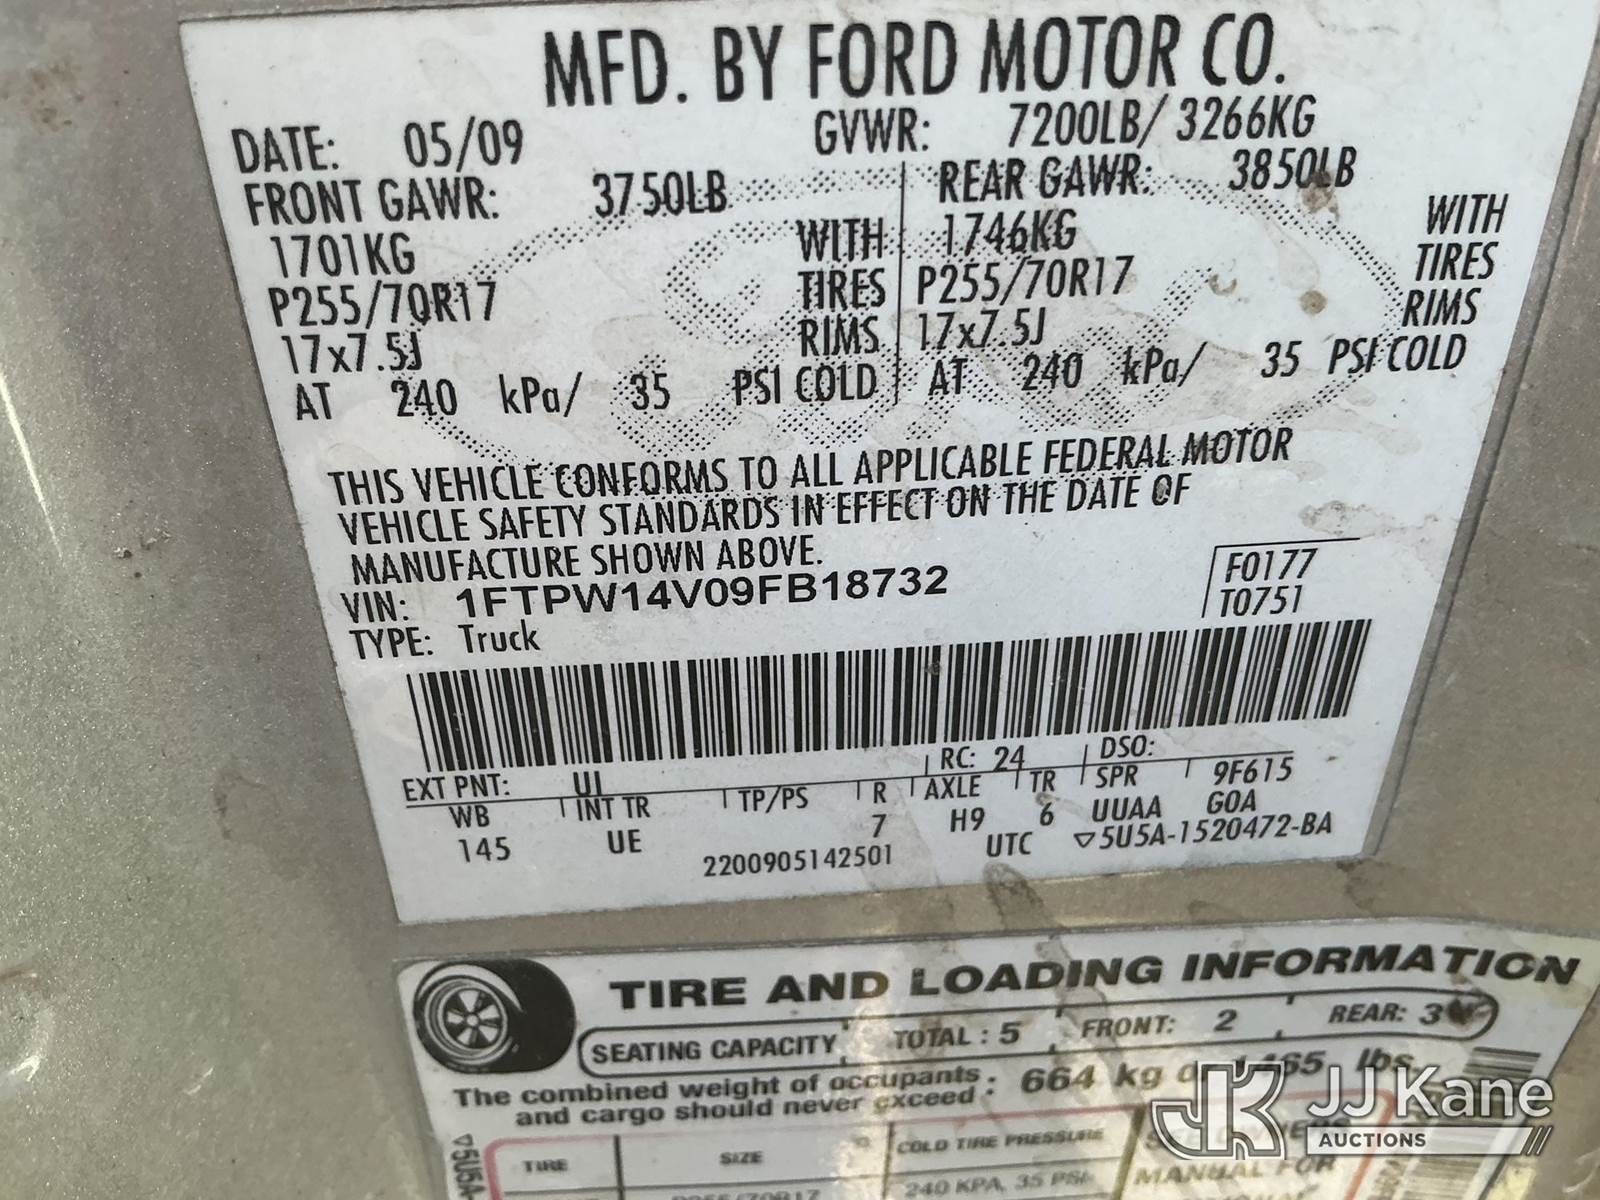 MFD. BY FORD MOTOR CO.
DATE: 05/09 GVWR: 7200LB/ 3266KG
FRONT GAWR: 3750LB REAR GAWR: 3850LB
1701KG WITH 1746KG WITH
P255/70R17 TIRES P255/70R17 TIRES
17x7.5J RIMS 17x7.5J RIMS
AT 240 kPa/ 35 PSI COLD AT 240 kPa/ 35 PSI COLD
THIS VEHICLE CONFORMS TO ALL APPLICABLE FEDERAL MOTOR
VEHICLE SAFETY STANDARDS IN EFFECT ON THE DATE OF
MANUFACTURE SHOWN ABOVE.
VIN: 1FTPW14V09FB18732 F0177
TYPE: Truck T0751
EXT PNT: UI RC: 24 DSO:
WB INT TR TP/PS R AXLE TR SPR 9F615
145 UE 7 H9 6 UUAA G0A
2200905142501 UTC ▽5U5A-1520472-BA
TIRE AND LOADING INFORMATION
SEATING CAPACITY TOTAL : 5 FRONT: 2 REAR: 3
The combined weight of occupants : 664 kg 1465 lbs
and cargo should never exceed
TIRE SIZE COLD TIRE PRESSURE
P255/70R17 240 KPA, 35 PSI
MANUAL FOR
▽5U5A-
JK JJ Kane
AUCTIONS